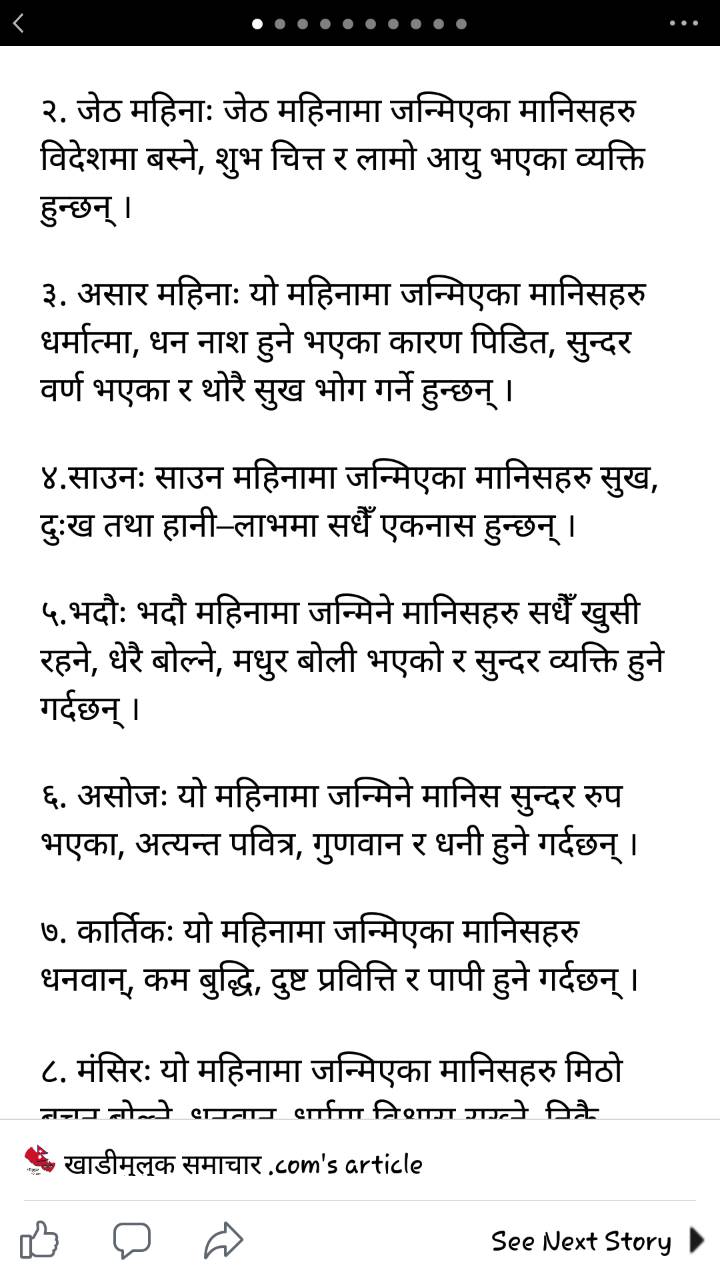 २. जेठ महिनाः जेठ महिनामा जन्मिएका मानिसहरु
विदेशमा बस्ने, शुभ चित्त र लामो आयु भएका व्यक्ति
हुन्छन् ।
३. असार महिनाः यो महिनामा जन्मिएका मानिसहरु
धर्मात्मा, धन नाश हुने भएका कारण पिडित, सुन्दर
वर्ण भएका र थोरै सुख भोग गर्ने हुन्छन् ।
४.साउनः साउन महिनामा जन्मिएका मानिसहरु सुख,
दुःख तथा हानी–लाभमा सधैँ एकनास हुन्छन् ।
५.भदौः भदौ महिनामा जन्मिने मानिसहरु सधैँ खुसी
रहने, धेरै बोल्ने, मधुर बोली भएको र सुन्दर व्यक्ति हुने
गर्दछन् ।
६. असोजः यो महिनामा जन्मिने मानिस सुन्दर रुप
भएका, अत्यन्त पवित्र, गुणवान र धनी हुने गर्दछन् ।
७. कार्तिकः यो महिनामा जन्मिएका मानिसहरु
धनवान्, कम बुद्धि, दुष्ट प्रवित्ति र पापी हुने गर्दछन् ।
८. मंसिरः यो महिनामा जन्मिएका मानिसहरु मिठो
खाडीमुलुक समाचार .com's article
See Next Story